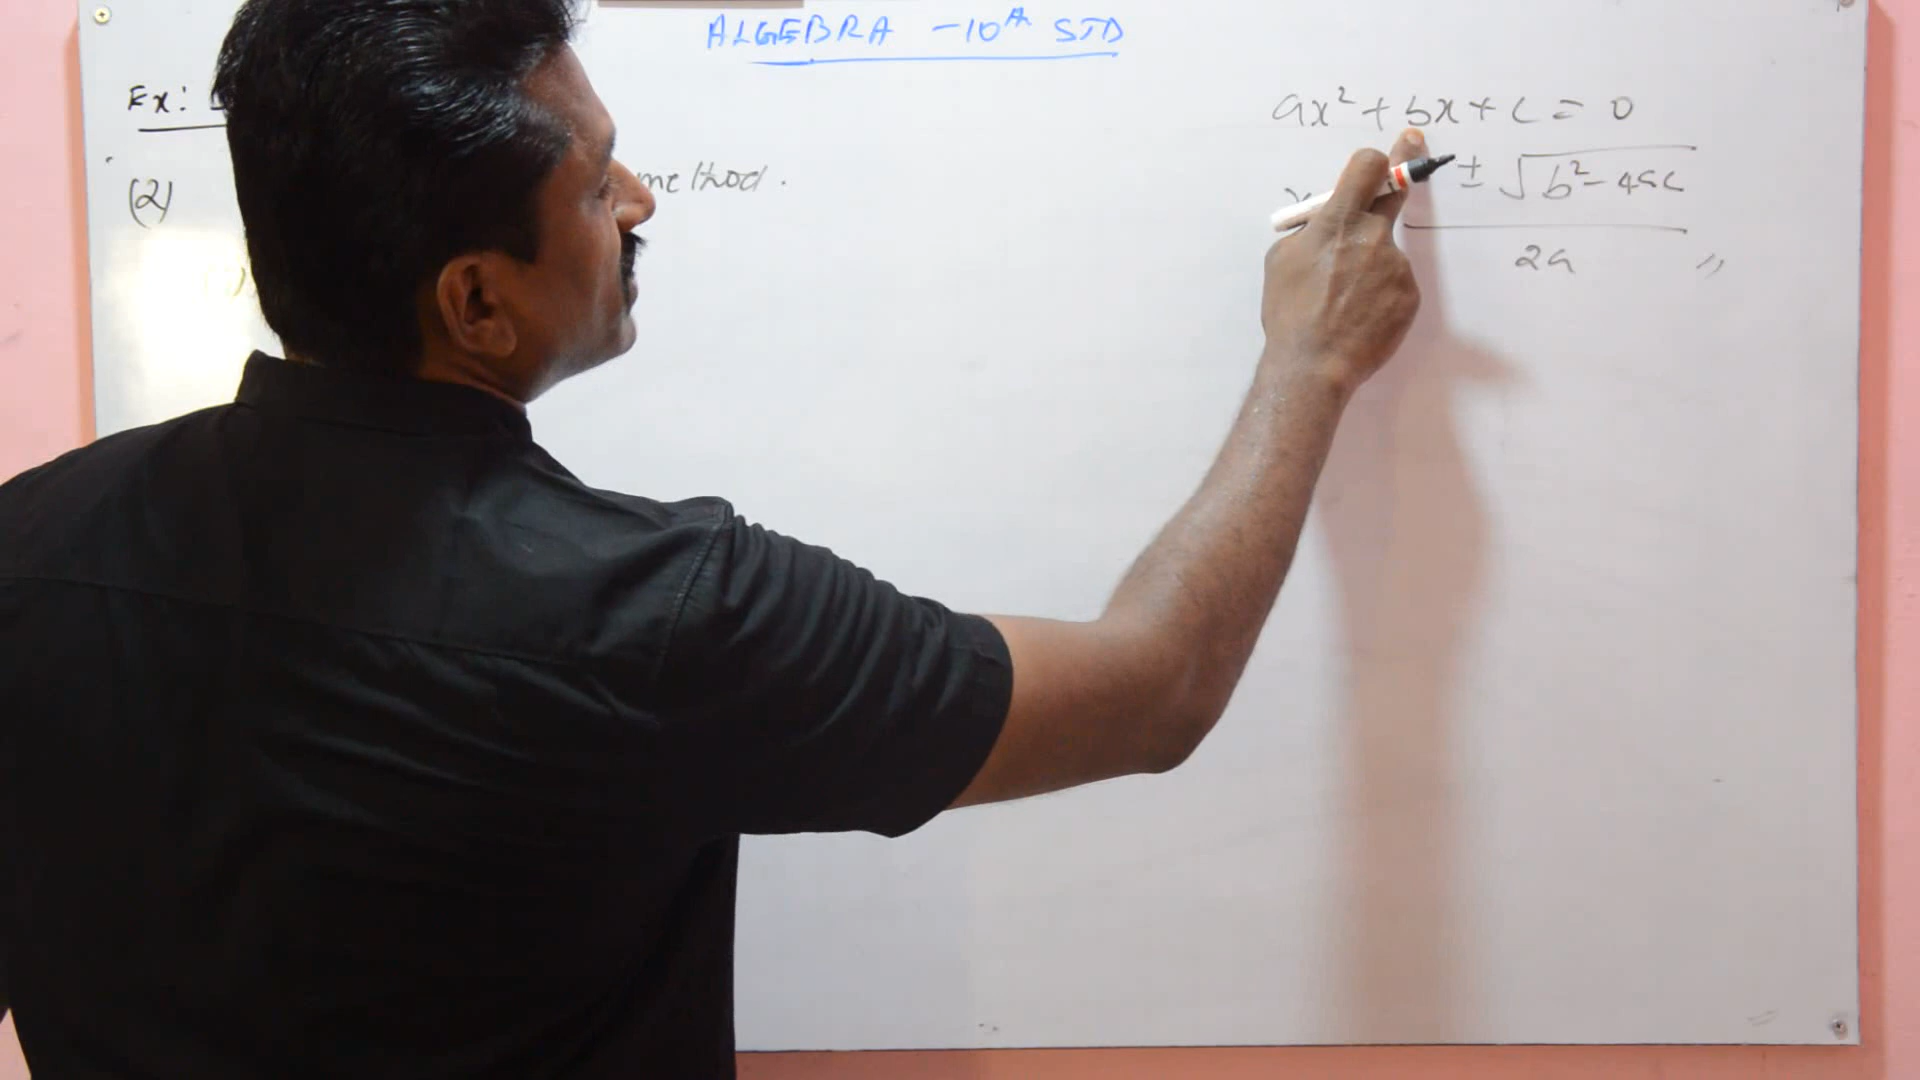 ALGEBRA - 10th STD
Ex:
(2) method.
ax² + bx + c = 0
± √b² - 4ac
2a //